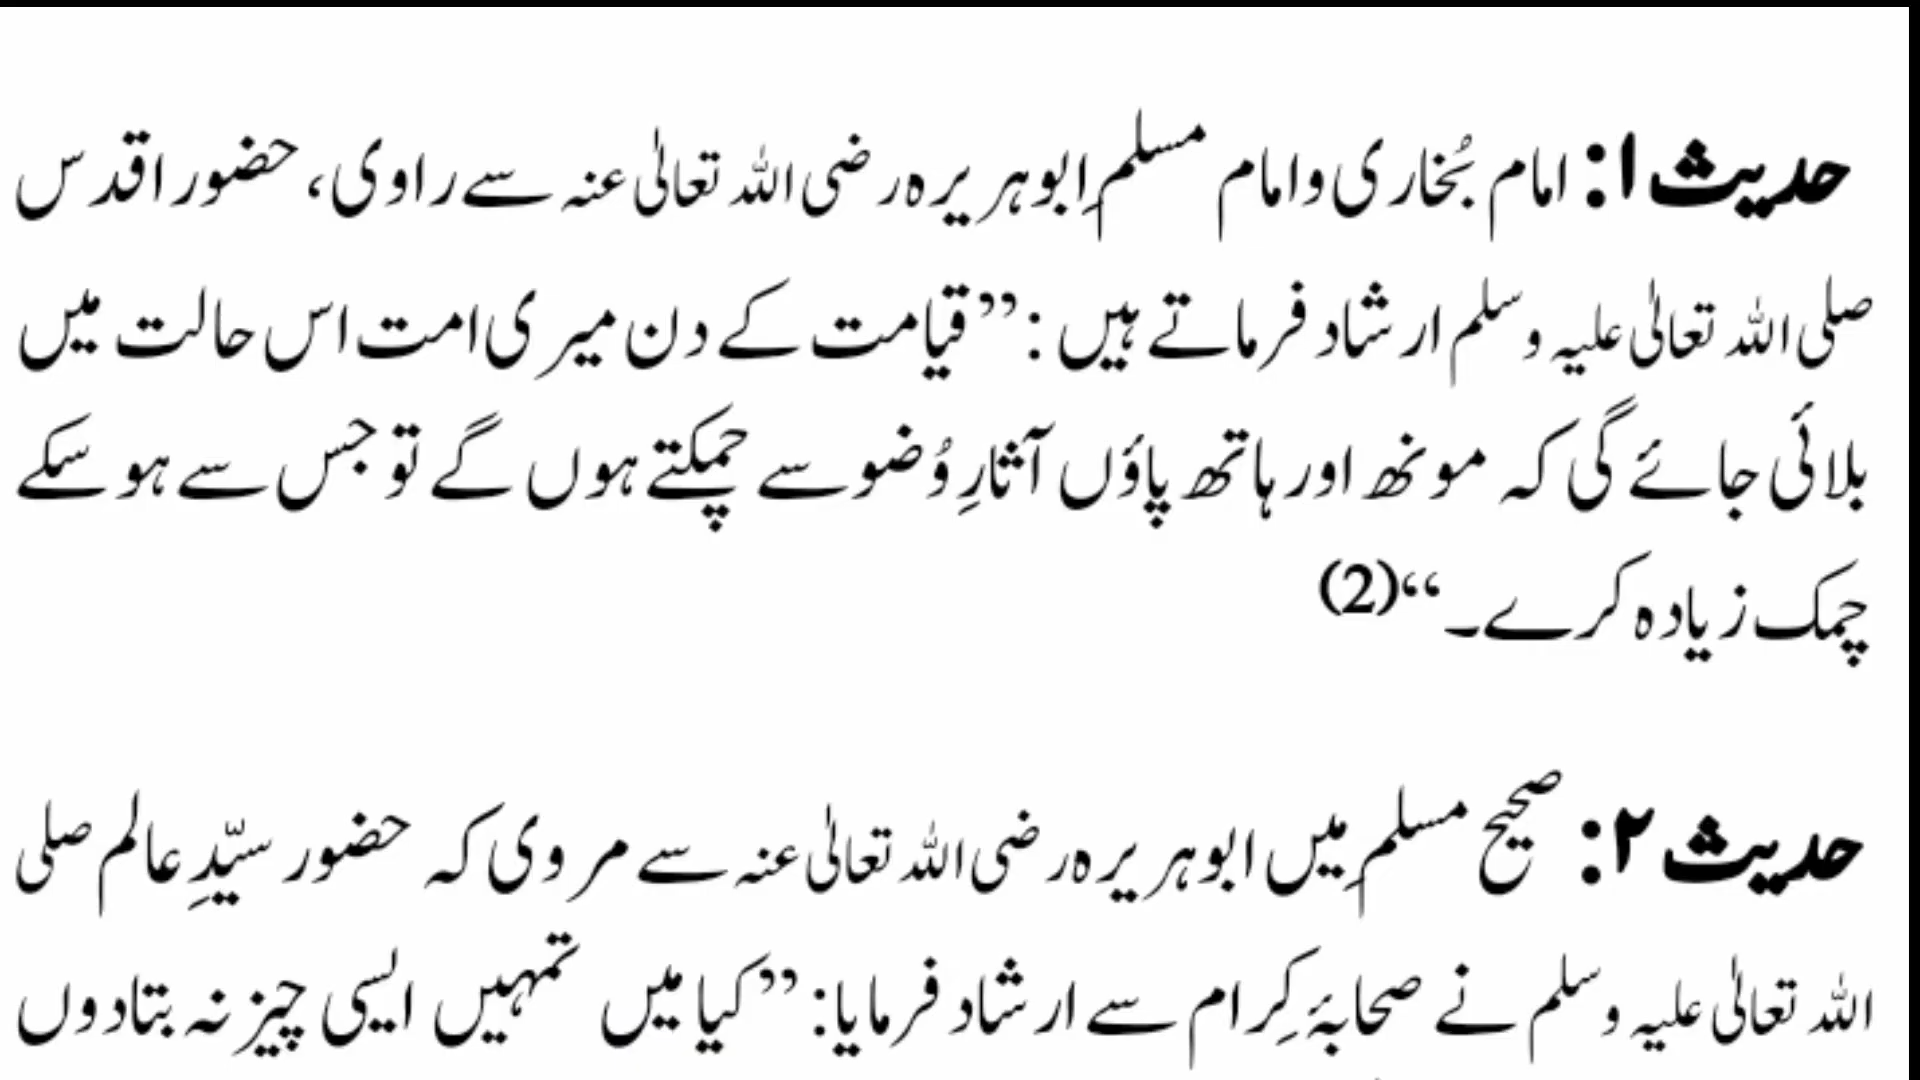 حدیث ۱: امام بُخاری و امام مسلم ابوہریرہ رضی اللہ تعالٰی عنہ سے راوی، حضور اقدس
صلی اللہ تعالٰی علیہ وسلم ارشاد فرماتے ہیں: ’’قیامت کے دن میری امت اس حالت میں
بلائی جائے گی کہ مونھ اور ہاتھ پاؤں آثارِ وُضو سے چمکتے ہوں گے تو جس سے ہو سکے
چمک زیادہ کرے۔‘‘(2)
حدیث ۲: صحیح مسلم میں ابوہریرہ رضی اللہ تعالٰی عنہ سے مروی کہ حضور سیّدِ عالم صلی
اللہ تعالٰی علیہ وسلم نے صحابۂ کِرام سے ارشاد فرمایا: ’’کیا میں تمہیں ایسی چیز نہ بتادوں